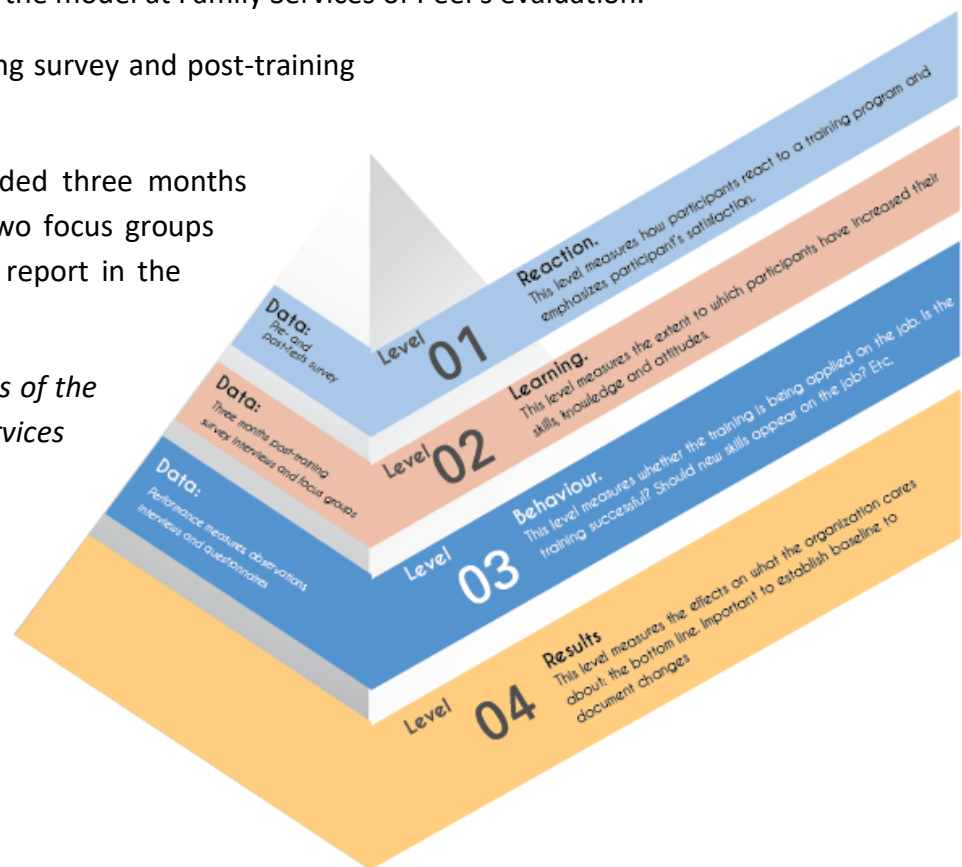 the model at Family Services of Peel's evaluation.
ng survey and post-training
ded three months
wo focus groups
report in the
s of the
rvices
Data:
Pre- and
post-tests survey
Level 01
Reaction.
This level measures how participants react to a training program and
emphasizes participant's satisfaction.
Data:
Three months post-training
survey, interviews and focus groups
Level 02
Learning.
This level measures the extent to which participants have increased their
skills, knowledge and attitudes.
Data:
Performance measures, observations
Interviews and questionnaires
Level 03
Behaviour.
This level measures whether the training is being applied on the job. Is the
training successful? Should new skills appear on the job? Etc.
Level 04
Results
This level measures the effects on what the organization cares
about: the bottom line. Important to establish baseline to
document changes